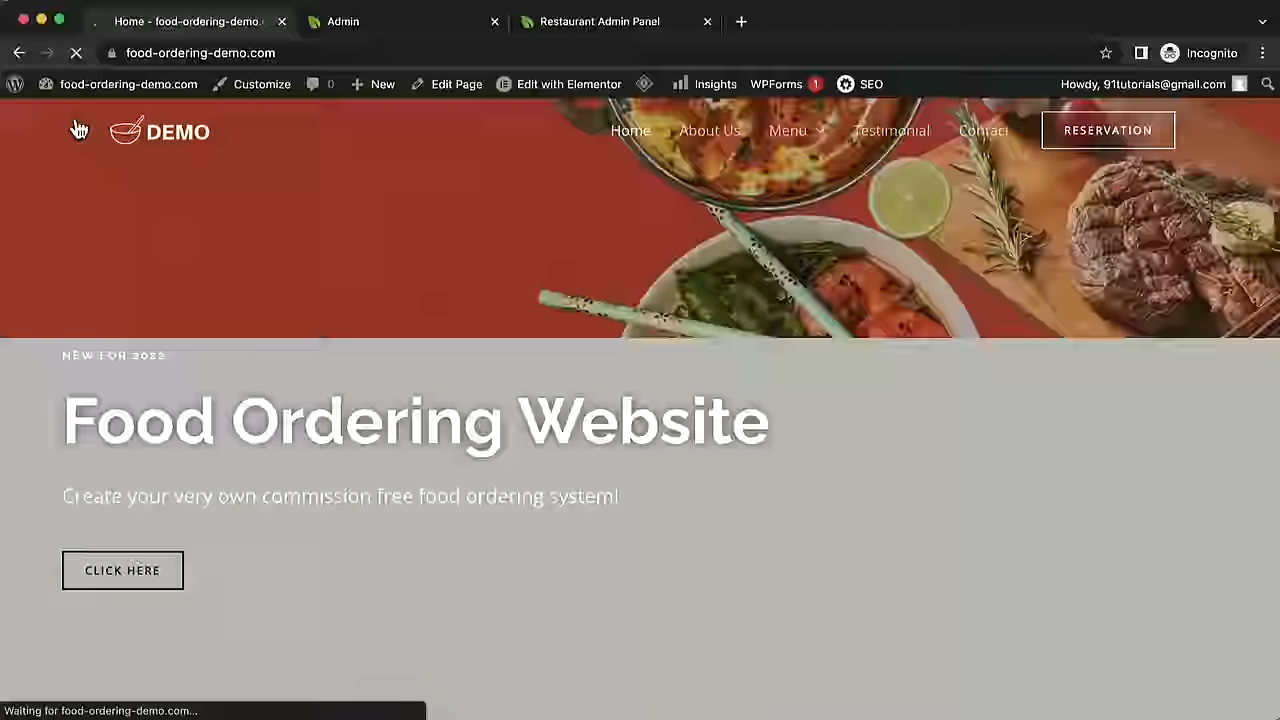 Home - food-ordering-demo.
Admin
Restaurant Admin Panel
food-ordering-demo.com
Incognito
food-ordering-demo.com
Customize
0
New
Edit Page
Edit with Elementor
Insights
WPForms 1
SEO
Howdy, 91tutorials@gmail.com
DEMO
Home
About Us
Menu
Testimonial
Contact
RESERVATION
NEW FOR 2022
Food Ordering Website
Create your very own commission free food ordering system!
CLICK HERE
Waiting for food-ordering-demo.com...